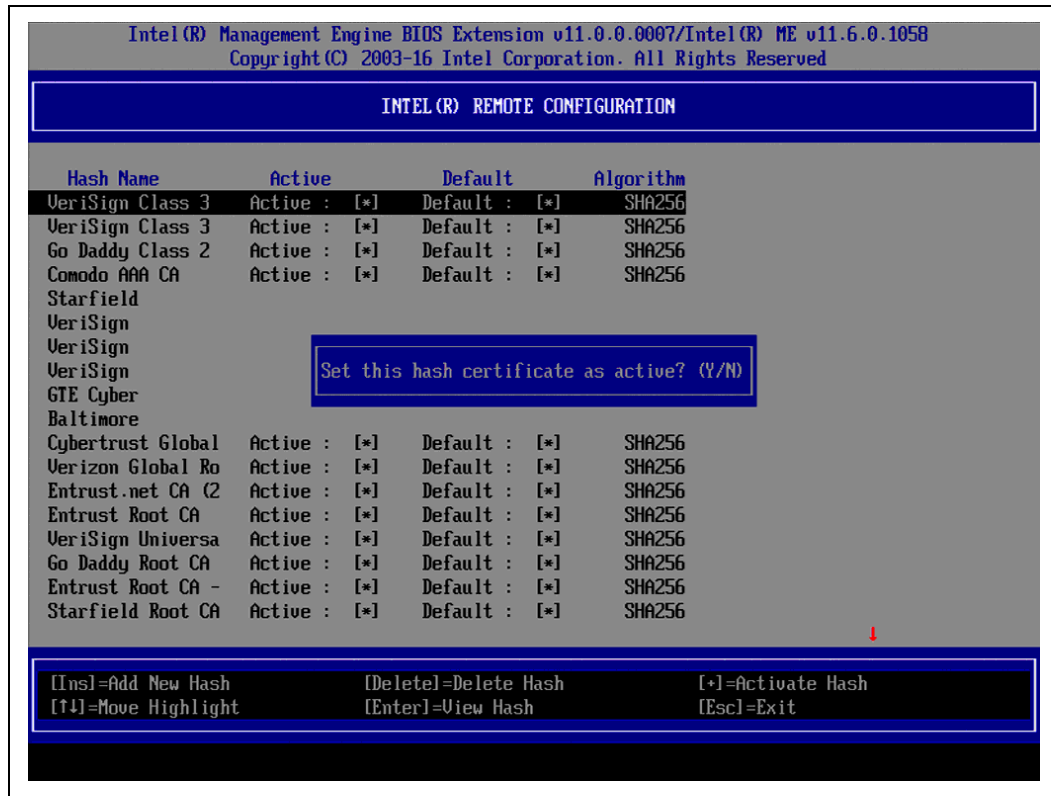 Intel(R) Management Engine BIOS Extension v11.0.0.0007/Intel(R) ME v11.6.0.1058
Copyright(C) 2003-16 Intel Corporation. All Rights Reserved
INTEL(R) REMOTE CONFIGURATION
Hash Name Active Default Algorithm
VeriSign Class 3 Active : [*] Default : [*] SHA256
VeriSign Class 3 Active : [*] Default : [*] SHA256
Go Daddy Class 2 Active : [*] Default : [*] SHA256
Comodo AAA CA Active : [*] Default : [*] SHA256
Starfield
VeriSign
VeriSign
VeriSign
Set this hash certificate as active? (Y/N)
GTE Cyber
Baltimore
Cybertrust Global Active : [*] Default : [*] SHA256
Verizon Global Ro Active : [*] Default : [*] SHA256
Entrust.net CA (2 Active : [*] Default : [*] SHA256
Entrust Root CA Active : [*] Default : [*] SHA256
VeriSign Universa Active : [*] Default : [*] SHA256
Go Daddy Root CA Active : [*] Default : [*] SHA256
Entrust Root CA - Active : [*] Default : [*] SHA256
Starfield Root CA Active : [*] Default : [*] SHA256
↓
[Ins]=Add New Hash [Delete]=Delete Hash [+]=Activate Hash
[↑↓]=Move Highlight [Enter]=View Hash [Esc]=Exit